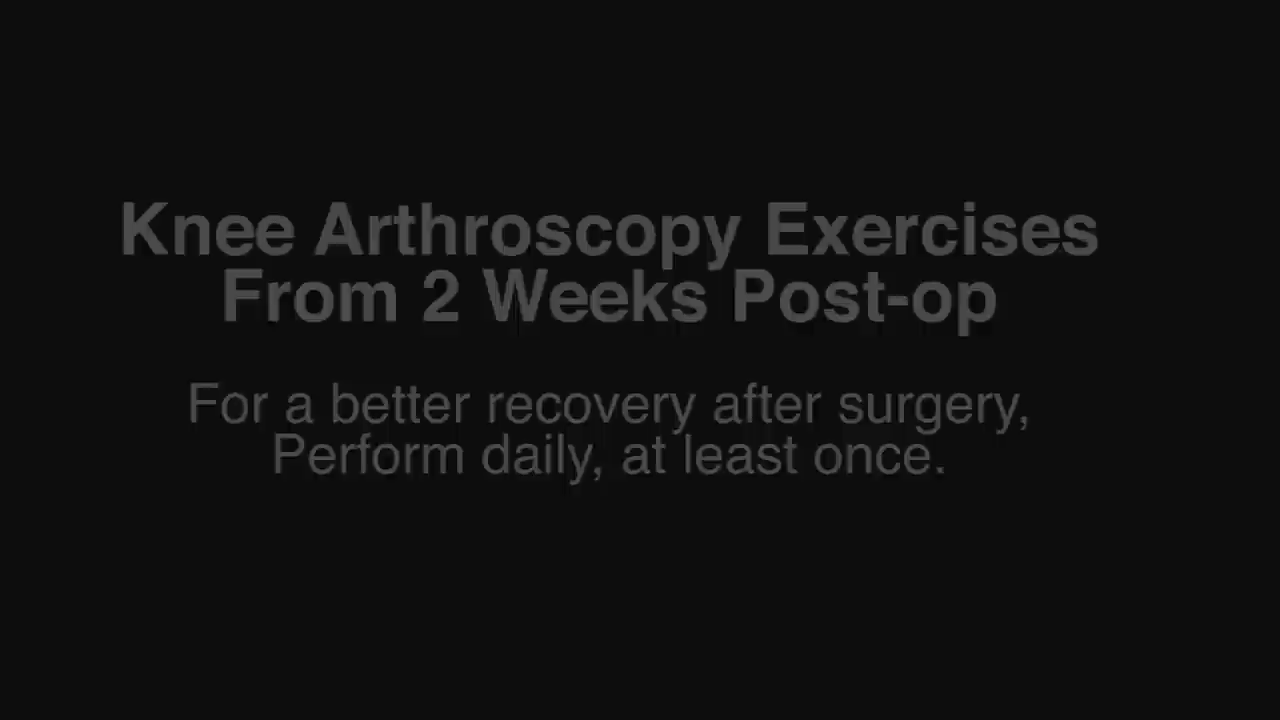 Knee Arthroscopy Exercises
From 2 Weeks Post-op
For a better recovery after surgery,
Perform daily, at least once.